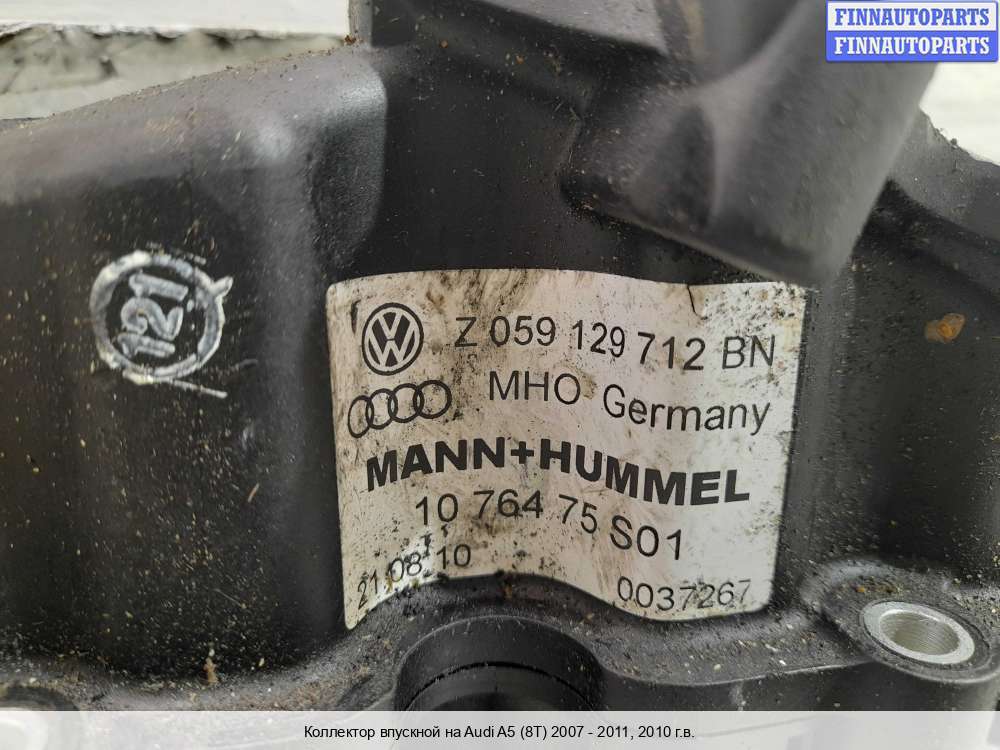 FINNAUTOPARTS
FINNAUTOPARTS
121
Z 059 129 712 BN
MHO Germany
MANN+HUMMEL
10 764 75 S01
21.08 10
0037267
Коллектор впускной на Audi A5 (8T) 2007 - 2011, 2010 г.в.